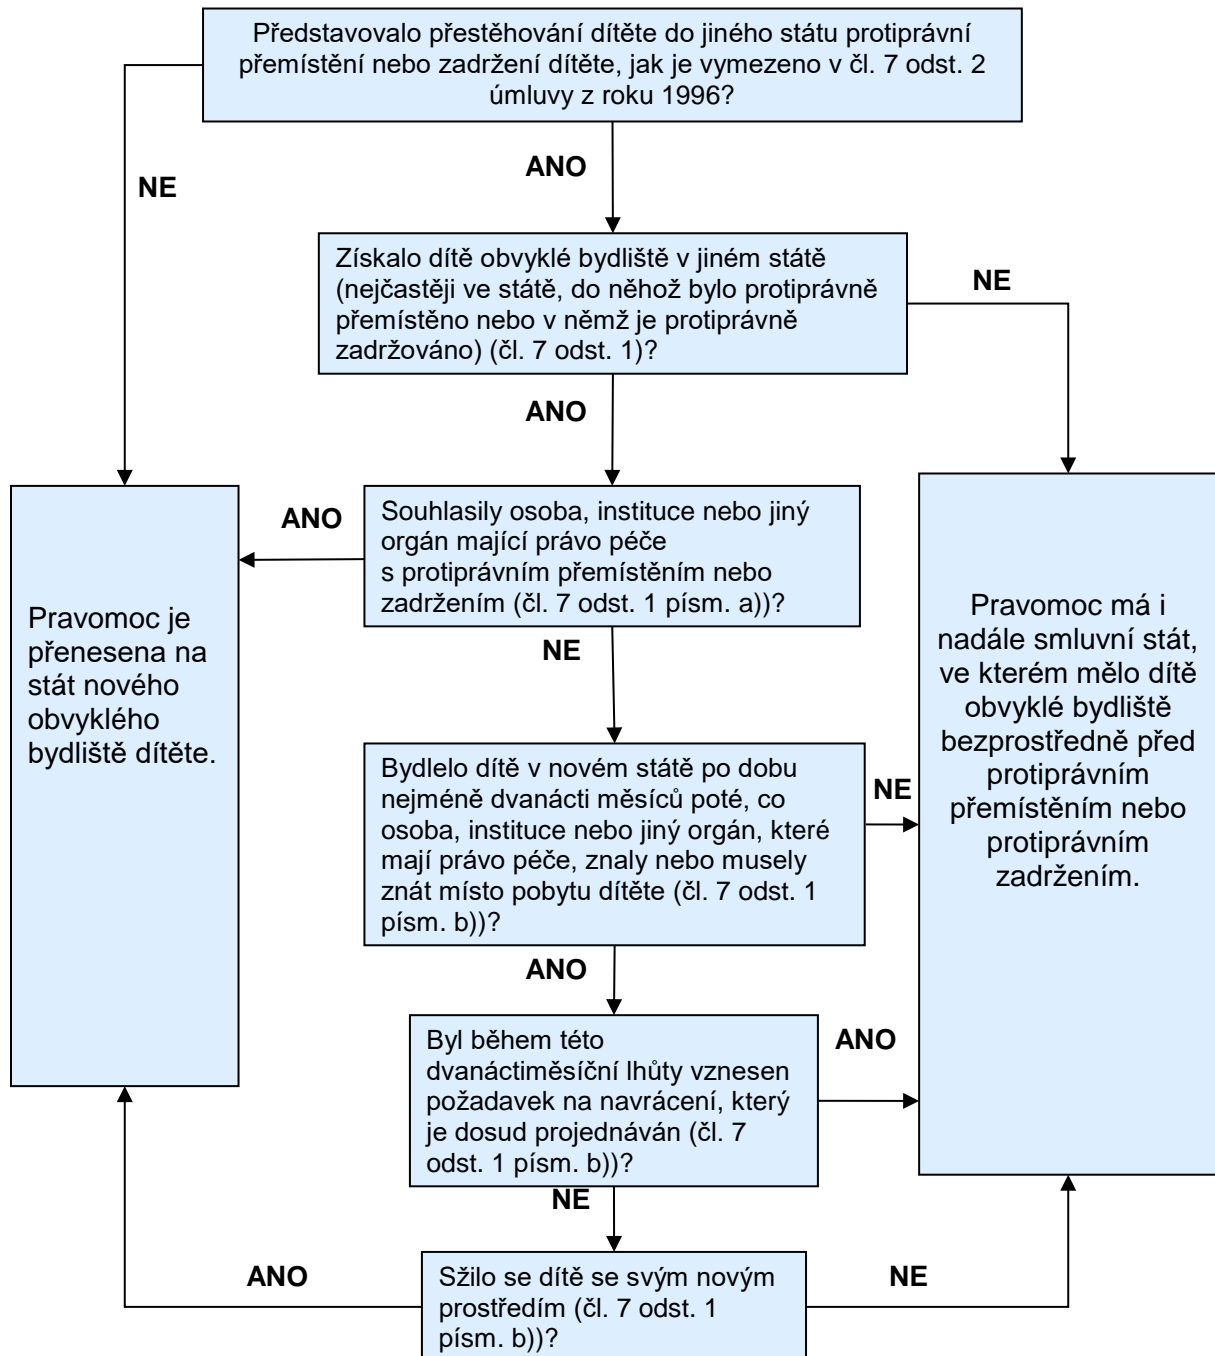 Představovalo přestěhování dítěte do jiného státu protiprávní
přemístění nebo zadržení dítěte, jak je vymezeno v čl. 7 odst. 2
úmluvy z roku 1996?
ANO
NE
Získalo dítě obvyklé bydliště v jiném státě
(nejčastěji ve státě, do něhož bylo protiprávně
přemístěno nebo v němž je protiprávně
zadržováno) (čl. 7 odst. 1)?
NE
ANO
Souhlasily osoba, instituce nebo jiný
orgán mající právo péče
s protiprávním přemístěním nebo
zadržením (čl. 7 odst. 1 písm. a))?
ANO
Pravomoc je
přenesena na
stát nového
obvyklého
bydliště dítěte.
Pravomoc má i
nadále smluvní stát,
ve kterém mělo dítě
obvyklé bydliště
bezprostředně před
protiprávním
přemístěním nebo
protiprávním
zadržením.
NE
Bydlelo dítě v novém státě po dobu
nejméně dvanácti měsíců poté, co
osoba, instituce nebo jiný orgán, které
mají právo péče, znaly nebo musely
znát místo pobytu dítěte (čl. 7 odst. 1
písm. b))?
NE
ANO
Byl během této
dvanáctiměsíční lhůty vznesen
požadavek na navrácení, který
je dosud projednáván (čl. 7
odst. 1 písm. b))?
ANO
NE
Sžilo se dítě se svým novým
prostředím (čl. 7 odst. 1
písm. b))?
ANO
NE